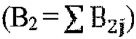 (B₂ = ∑ B₂ⱼ)